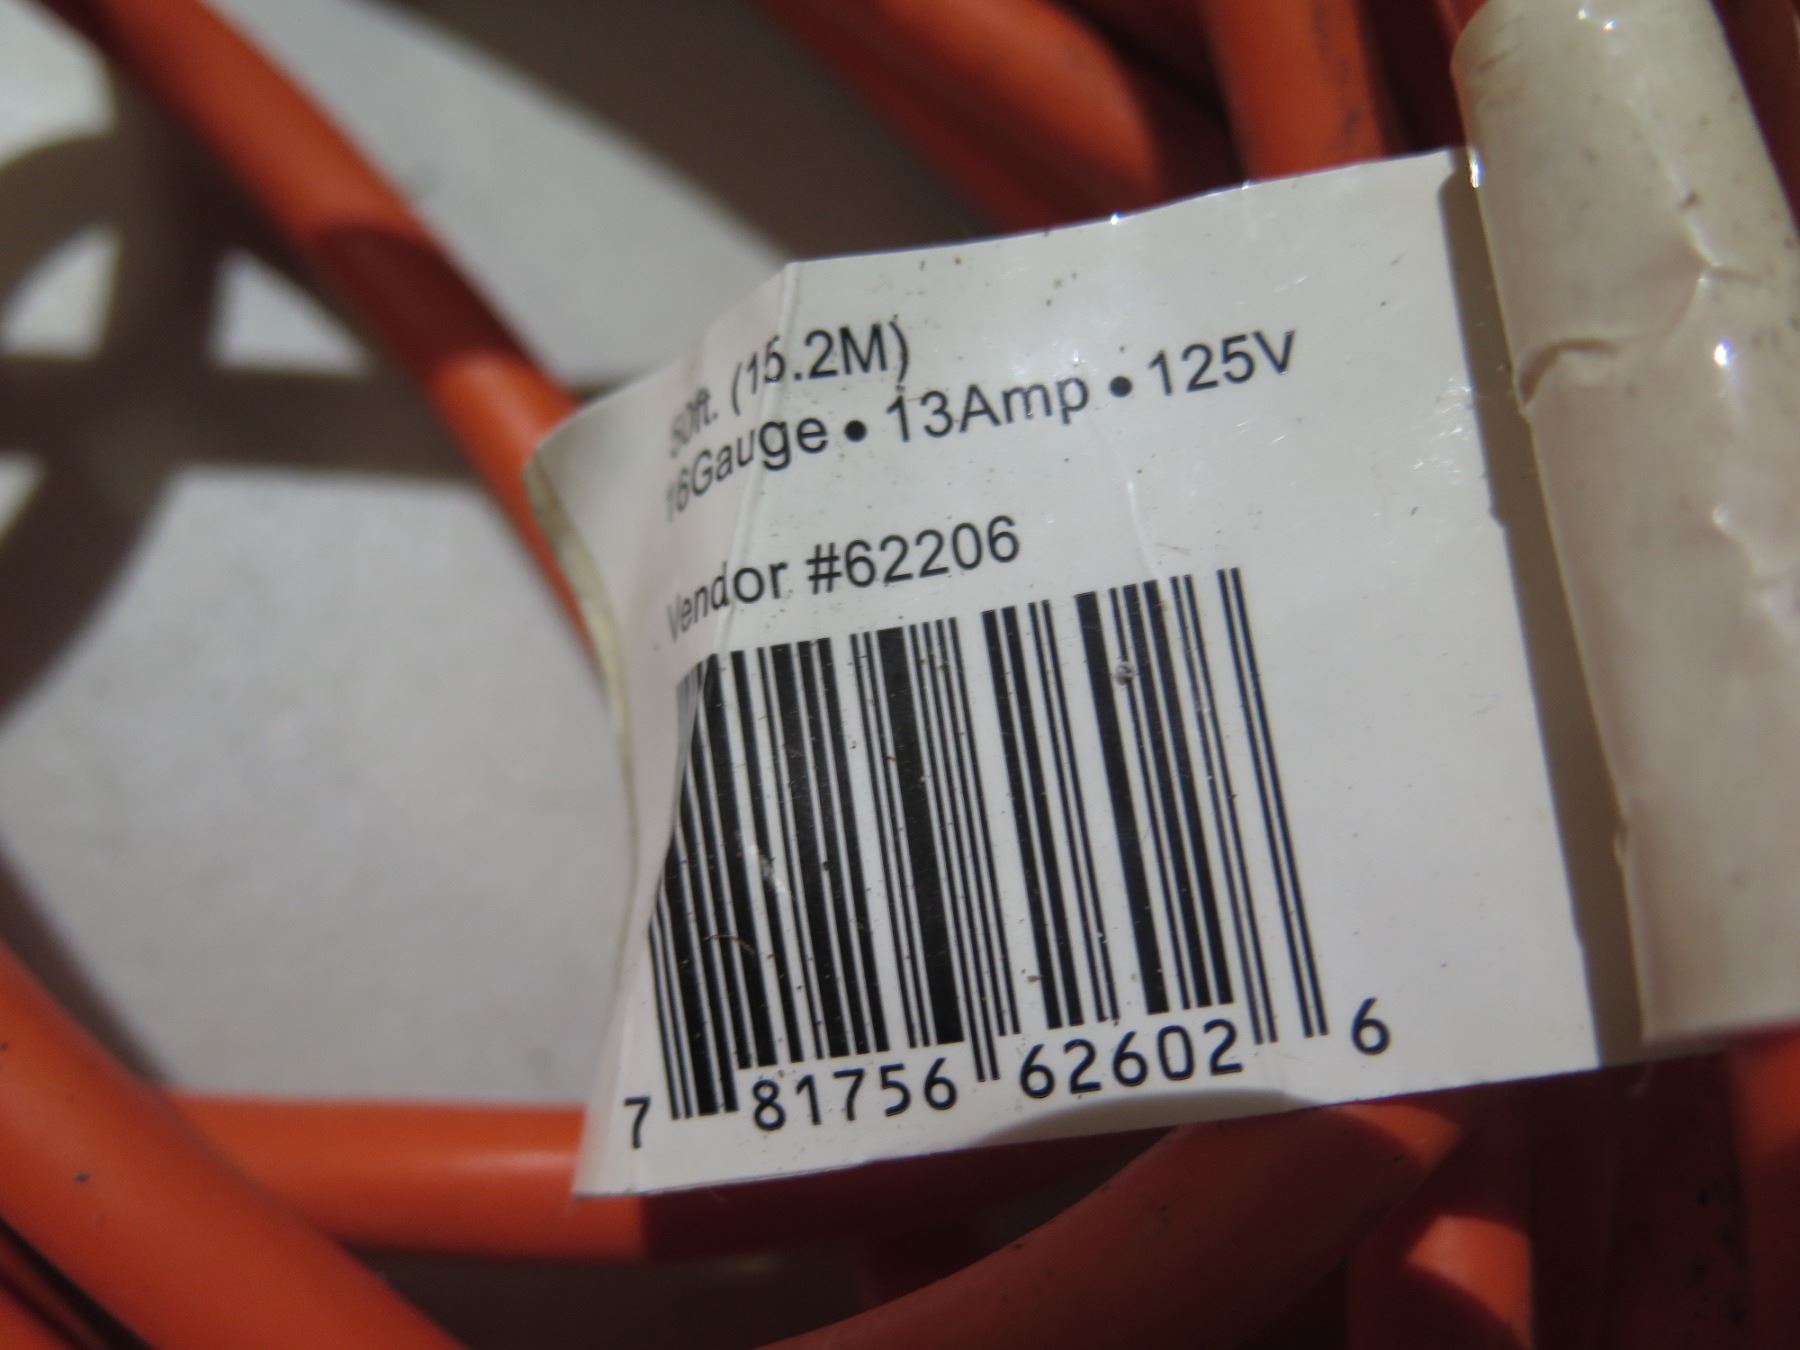 50ft. (15.2M)
16Gauge • 13Amp • 125V
Vendor #62206
7 81756 62602 6